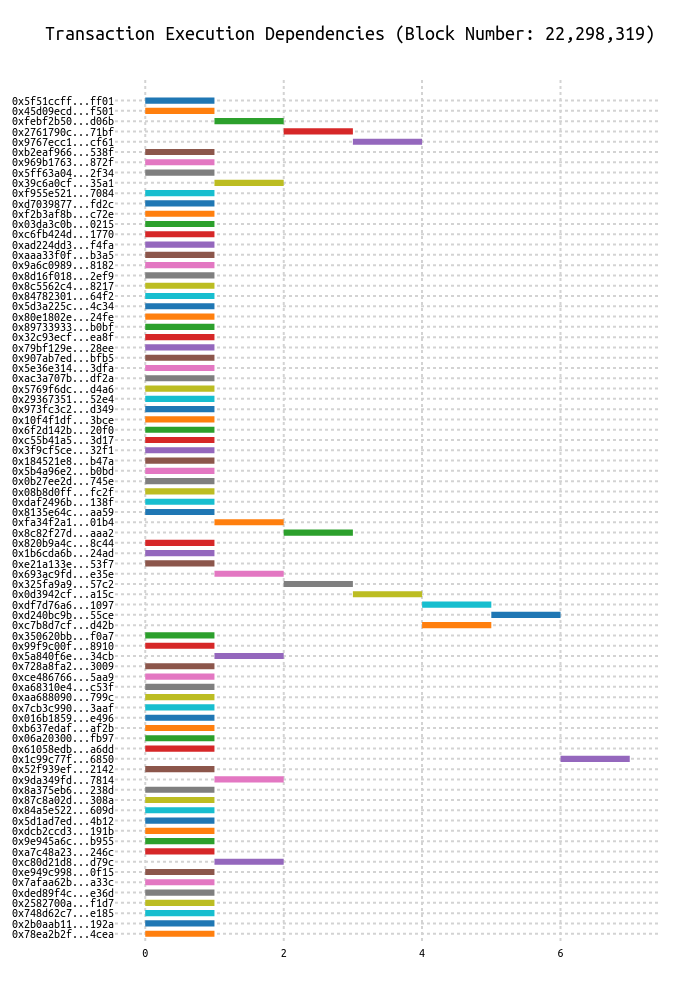 Transaction Execution Dependencies (Block Number: 22,298,319)
0x5f51ccff...ff01
0x45d09ecd...f501
0xfebf2b50...d06b
0x2761790c...71bf
0x9767ecc1...cf61
0xb2eaf966...538f
0x969b1763...872f
0x5ff63a04...2f34
0x39c6a0cf...35a1
0xf955e521...7084
0xd7039877...fd2c
0xf2b3af8b...c72e
0x03da3c0b...0215
0xc6fb424d...1770
0xad224dd3...f4fa
0xaaa33f0f...b3a5
0x9a6c0989...8182
0x8d16f018...2ef9
0x8c5562c4...8217
0x84782301...64f2
0x5d3a225c...4c34
0x80e1802e...24fe
0x89733933...b0bf
0x32c93ecf...ea8f
0x79bf129e...28ee
0x907ab7ed...bfb5
0x5e36e314...3dfa
0xac3a707b...df2a
0x5769f6dc...d4a6
0x29367351...52e4
0x973fc3c2...d349
0x10f4f1df...3bce
0x6f2d142b...20f0
0xc55b41a5...3d17
0x3f9cf5ce...32f1
0x184521e8...b47a
0x5b4a96e2...b0bd
0x0b27ee2d...745e
0x08b8d0ff...fc2f
0xdaf2496b...138f
0x8135e64c...aa59
0xfa34f2a1...01b4
0x8c82f27d...aaa2
0x820b9a4c...8c44
0x1b6cda6b...24ad
0xe21a133e...53f7
0x693ac9fd...e35e
0x325fa9a9...57c2
0x0d3942cf...a15c
0xdf7d76a6...1097
0xd240bc9b...55ce
0xc7b8d7cf...d42b
0x350620bb...f0a7
0x99f9c00f...8910
0x5a840f6e...34cb
0x728a8fa2...3009
0xce486766...5aa9
0xa68310e4...c53f
0xaa688090...799c
0x7cb3c990...3aaf
0x016b1859...e496
0xb637edaf...af2b
0x06a20300...fb97
0x61058edb...a6dd
0x1c99c77f...6850
0x52f939ef...2142
0x9da349fd...7814
0x8a375eb6...238d
0x87c8a02d...308a
0x84a5e522...609d
0x5d1ad7ed...4b12
0xdcb2ccd3...191b
0x9e945a6c...b955
0xa7c48a23...246c
0xc80d21d8...d79c
0xe949c998...0f15
0x7afaa62b...a33c
0xded89f4c...e36d
0x2582700a...f1d7
0x748d62c7...e185
0x2b0aab11...192a
0x78ea2b2f...4cea
0 2 4 6